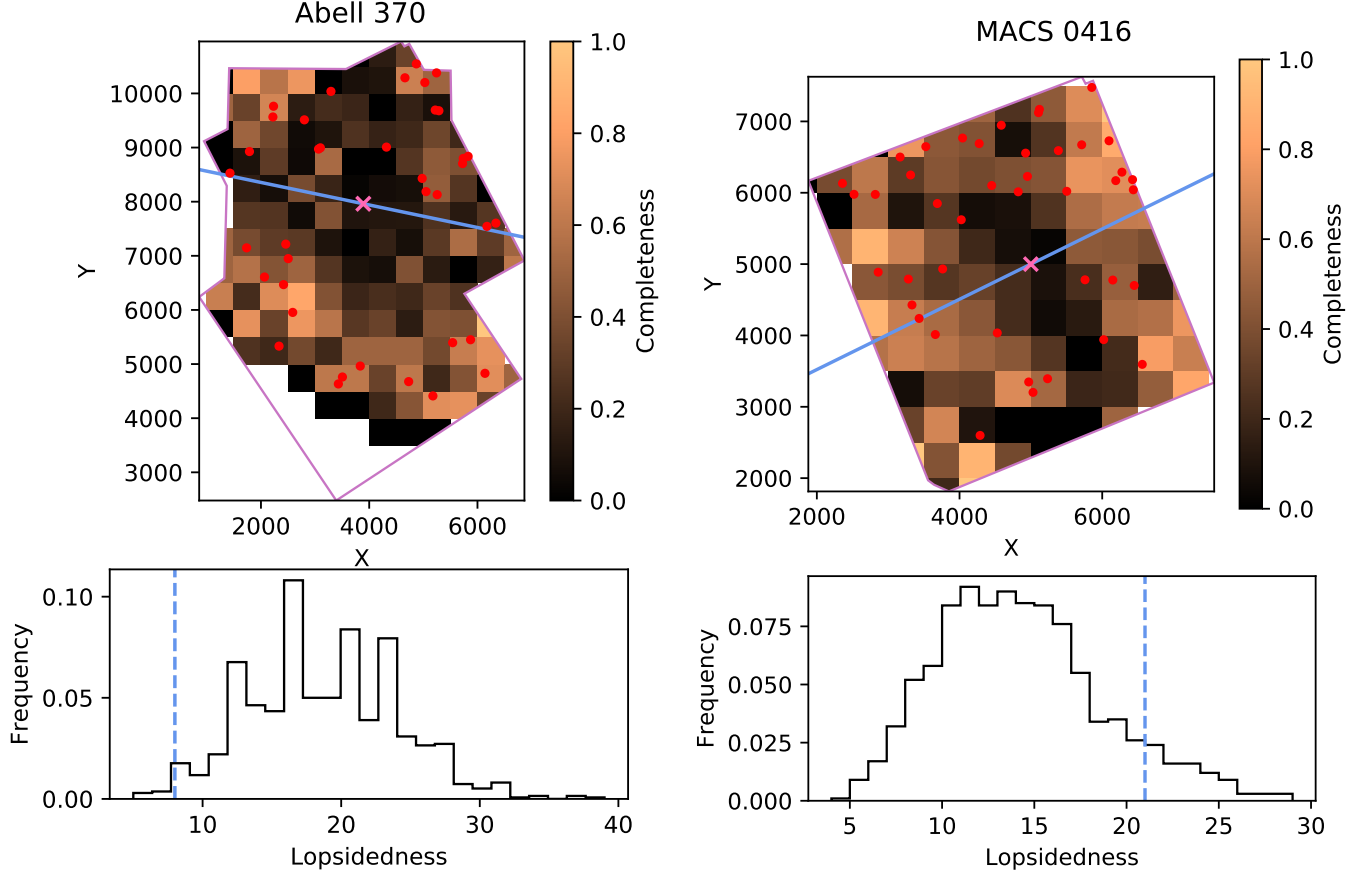 Abell 370
10000
9000
8000
7000
6000
5000
4000
3000
Y
2000 4000 6000
X
1.0
0.8
0.6
0.4
0.2
0.0
Completeness
MACS 0416
7000
6000
5000
4000
3000
2000
Y
2000 4000 6000
X
1.0
0.8
0.6
0.4
0.2
0.0
Completeness
0.10
0.05
0.00
Frequency
10 20 30 40
Lopsidedness
0.075
0.050
0.025
0.000
Frequency
5 10 15 20 25 30
Lopsidedness